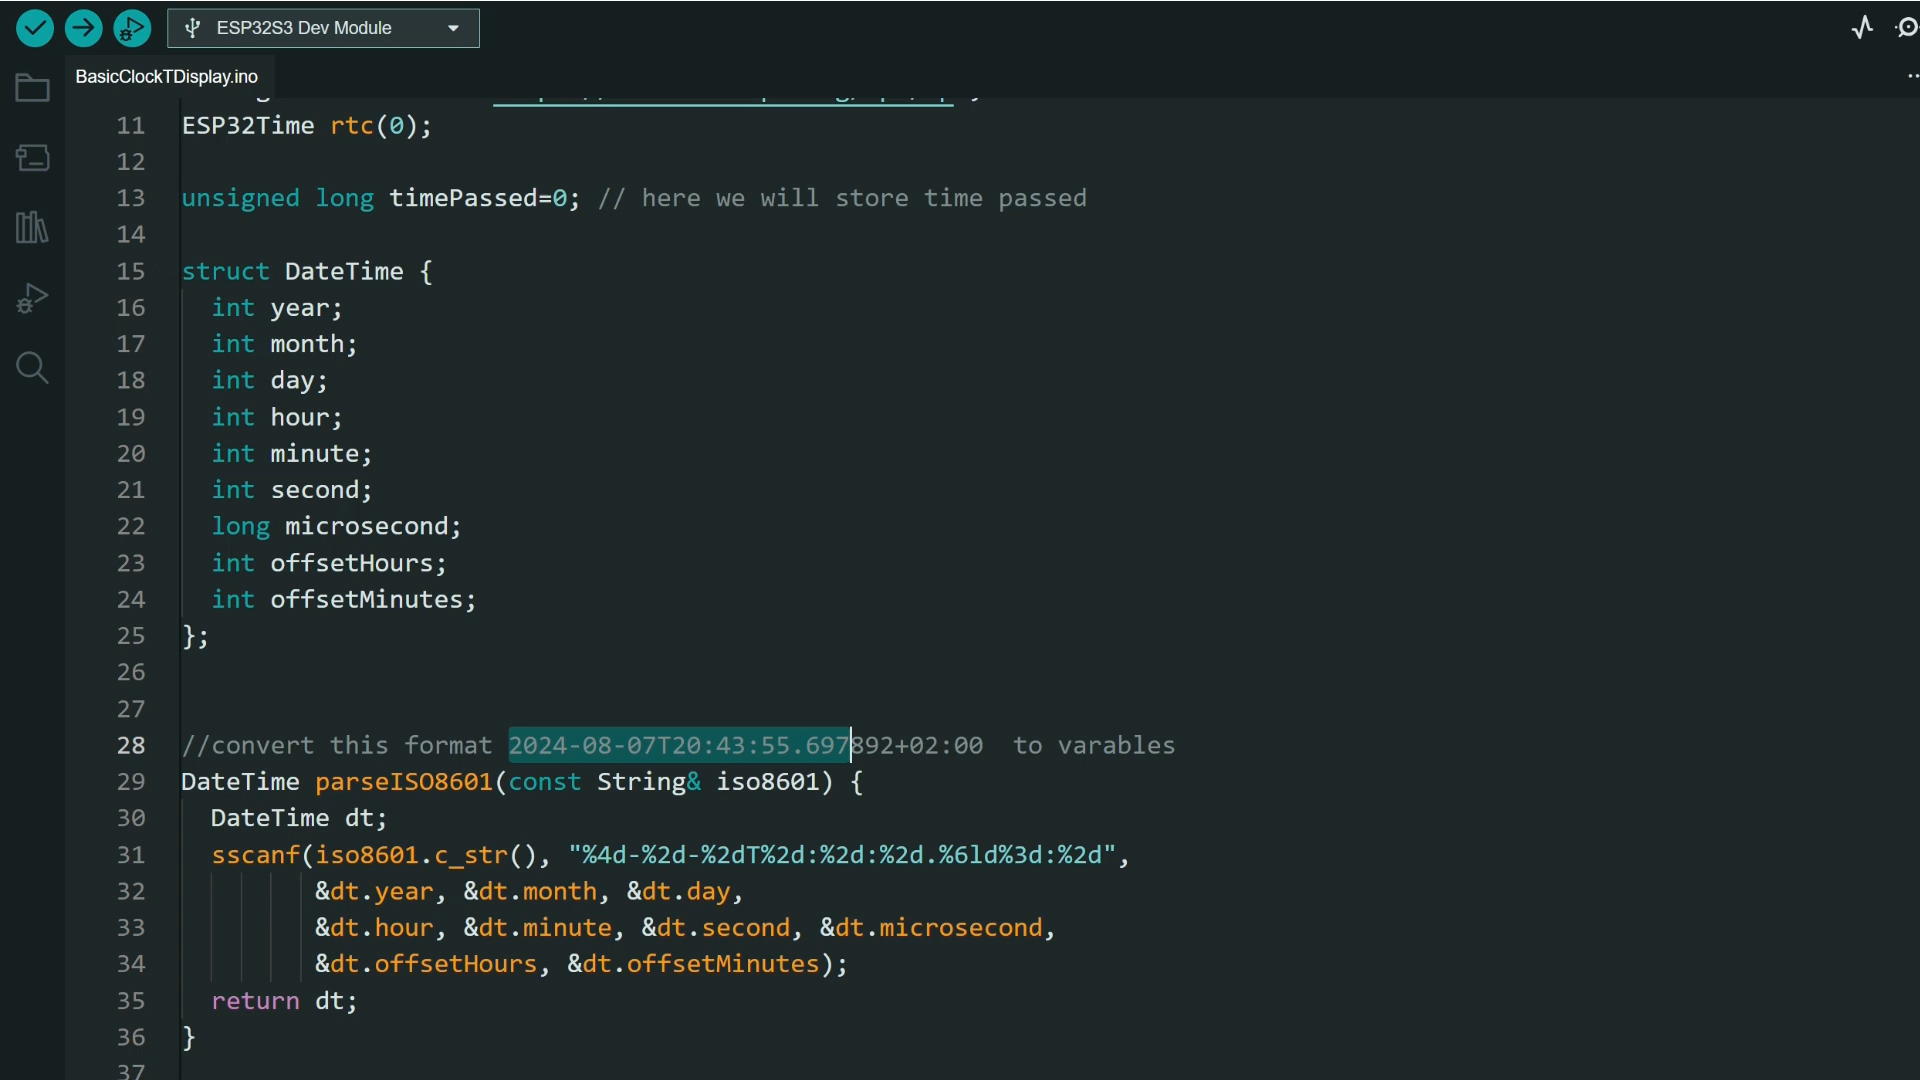 ESP32S3 Dev Module
BasicClockTDisplay.ino
11 ESP32Time rtc(0);
12
13 unsigned long timePassed=0; // here we will store time passed
14
15 struct DateTime {
16 int year;
17 int month;
18 int day;
19 int hour;
20 int minute;
21 int second;
22 long microsecond;
23 int offsetHours;
24 int offsetMinutes;
25 };
26
27
28 //convert this format 2024-08-07T20:43:55.697892+02:00  to varables
29 DateTime parseISO8601(const String& iso8601) {
30 DateTime dt;
31 sscanf(iso8601.c_str(), "%4d-%2d-%2dT%2d:%2d:%2d.%6ld%3d:%2d",
32 &dt.year, &dt.month, &dt.day,
33 &dt.hour, &dt.minute, &dt.second, &dt.microsecond,
34 &dt.offsetHours, &dt.offsetMinutes);
35 return dt;
36 }
37